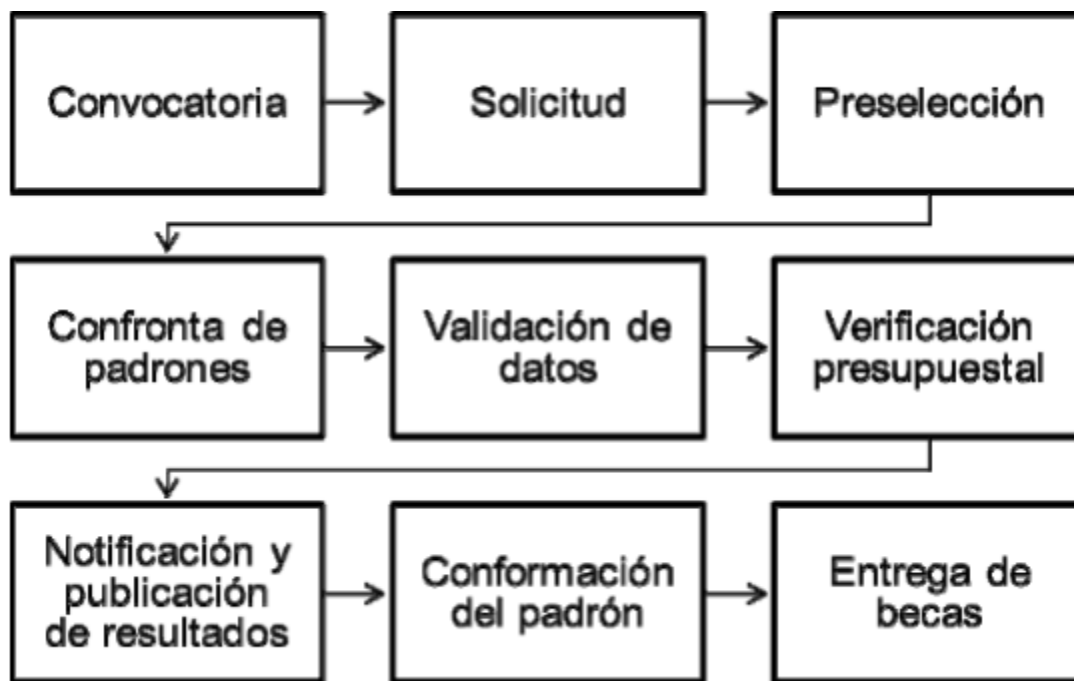 Convocatoria
Solicitud
Preselección
Confronta de
padrones
Validación de
datos
Verificación
presupuestal
Notificación y
publicación
de resultados
Conformación
del padrón
Entrega de
becas